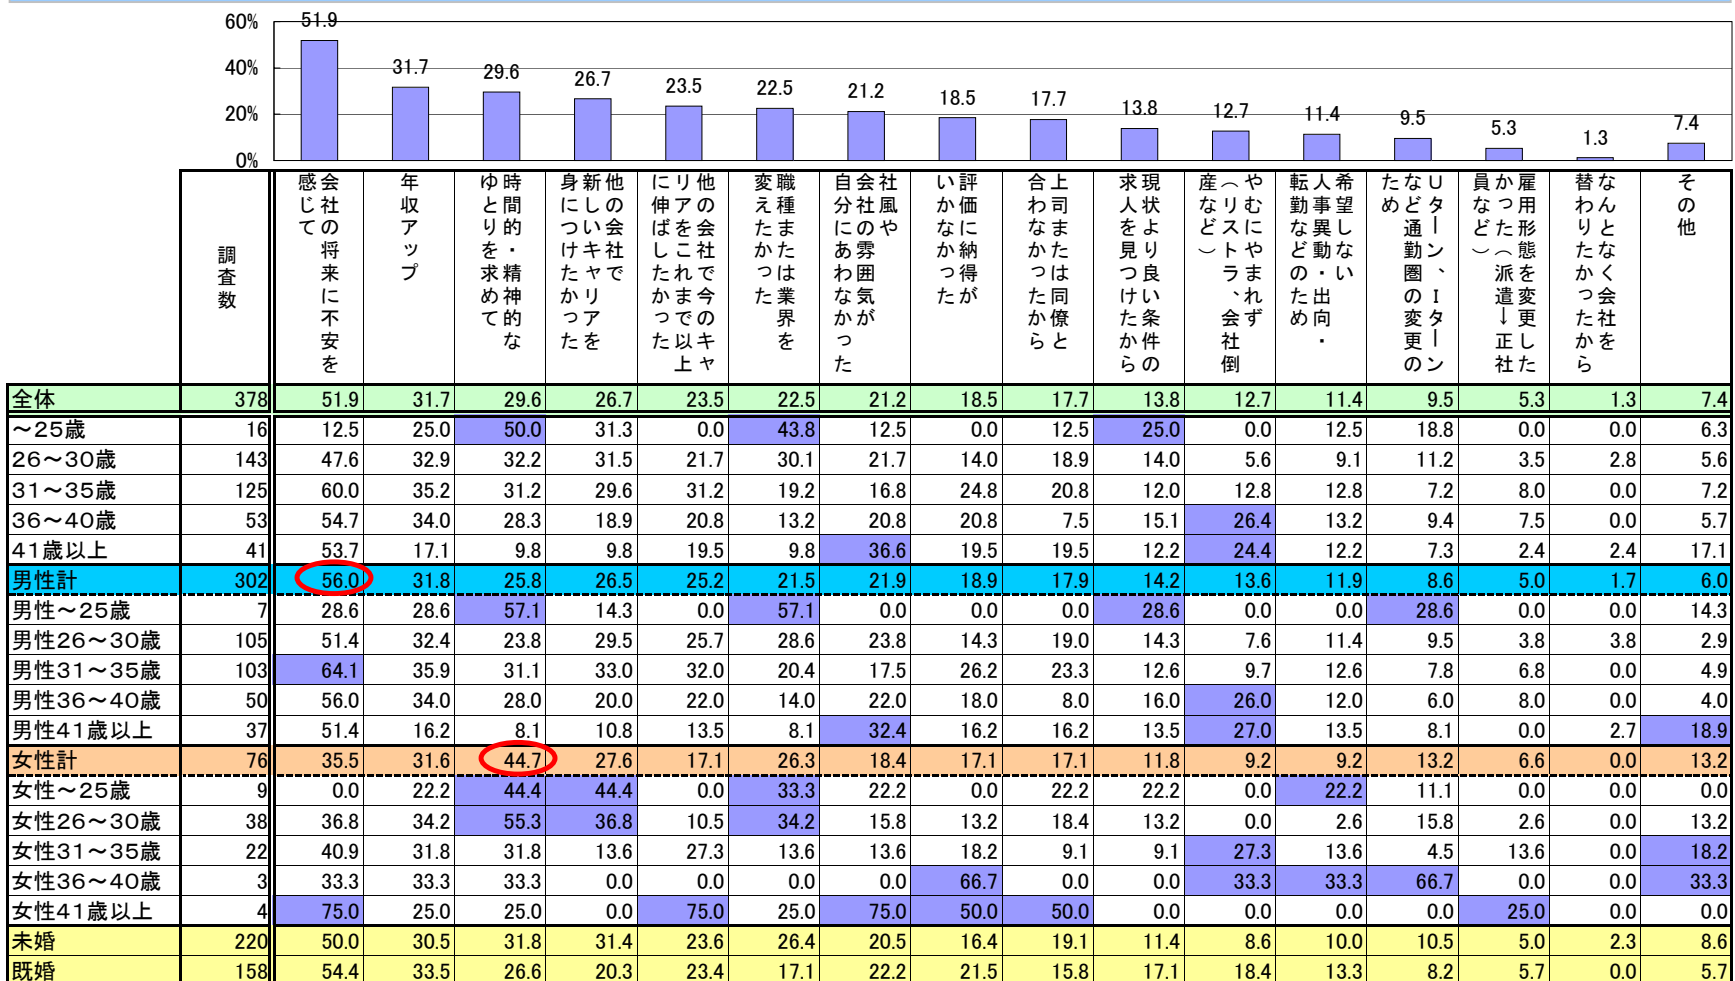 60%
40%
20%
0%
51.9
31.7
29.6
26.7
23.5
22.5
21.2
18.5
17.7
13.8
12.7
11.4
9.5
5.3
1.3
7.4
調査数
会社の将来に不安を
感じて
年収アップ
時間的・精神的な
ゆとりを求めて
他の会社で
新しいキャリアを
身につけたかった
他の会社で今のキャ
リアをこれまで以上
に伸ばしたかった
職種または業界を
変えたかった
社風や
会社の雰囲気が
自分にあわなかった
評価に納得が
いかなかった
上司または同僚と
合わなかったから
現状より良い条件の
求人を見つけたから
やむにやまれず
（リストラ、会社倒
産など）
希望しない
人事異動・出向・
転勤などのため
Uターン、Iターン
など通勤圏の変更の
ため
雇用形態を変更した
かった（派遣→正社
員など）
なんとなく会社を
替わりたかったから
その他
全体 378 51.9 31.7 29.6 26.7 23.5 22.5 21.2 18.5 17.7 13.8 12.7 11.4 9.5 5.3 1.3 7.4
～25歳 16 12.5 25.0 50.0 31.3 0.0 43.8 12.5 0.0 12.5 25.0 0.0 12.5 18.8 0.0 0.0 6.3
26～30歳 143 47.6 32.9 32.2 31.5 21.7 30.1 21.7 14.0 18.9 14.0 5.6 9.1 11.2 3.5 2.8 5.6
31～35歳 125 60.0 35.2 31.2 29.6 31.2 19.2 16.8 24.8 20.8 12.0 12.8 12.8 7.2 8.0 0.0 7.2
36～40歳 53 54.7 34.0 28.3 18.9 20.8 13.2 20.8 20.8 7.5 15.1 26.4 13.2 9.4 7.5 0.0 5.7
41歳以上 41 53.7 17.1 9.8 9.8 19.5 9.8 36.6 19.5 19.5 12.2 24.4 12.2 7.3 2.4 2.4 17.1
男性計 302 56.0 31.8 25.8 26.5 25.2 21.5 21.9 18.9 17.9 14.2 13.6 11.9 8.6 5.0 1.7 6.0
男性～25歳 7 28.6 28.6 57.1 14.3 0.0 57.1 0.0 0.0 0.0 28.6 0.0 0.0 28.6 0.0 0.0 14.3
男性26～30歳 105 51.4 32.4 23.8 29.5 25.7 28.6 23.8 14.3 19.0 14.3 7.6 11.4 9.5 3.8 3.8 2.9
男性31～35歳 103 64.1 35.9 31.1 33.0 32.0 20.4 17.5 26.2 23.3 12.6 9.7 12.6 7.8 6.8 0.0 4.9
男性36～40歳 50 56.0 34.0 28.0 20.0 22.0 14.0 22.0 18.0 8.0 16.0 26.0 12.0 6.0 8.0 0.0 4.0
男性41歳以上 37 51.4 16.2 8.1 10.8 13.5 8.1 32.4 16.2 16.2 13.5 27.0 13.5 8.1 0.0 2.7 18.9
女性計 76 35.5 31.6 44.7 27.6 17.1 26.3 18.4 17.1 17.1 11.8 9.2 9.2 13.2 6.6 0.0 13.2
女性～25歳 9 0.0 22.2 44.4 44.4 0.0 33.3 22.2 0.0 22.2 22.2 0.0 22.2 11.1 0.0 0.0 0.0
女性26～30歳 38 36.8 34.2 55.3 36.8 10.5 34.2 15.8 13.2 18.4 13.2 0.0 2.6 15.8 2.6 0.0 13.2
女性31～35歳 22 40.9 31.8 31.8 13.6 27.3 13.6 13.6 18.2 9.1 9.1 27.3 13.6 4.5 13.6 0.0 18.2
女性36～40歳 3 33.3 33.3 33.3 0.0 0.0 0.0 0.0 66.7 0.0 0.0 33.3 33.3 66.7 0.0 0.0 33.3
女性41歳以上 4 75.0 25.0 25.0 0.0 75.0 25.0 75.0 50.0 50.0 0.0 0.0 0.0 0.0 25.0 0.0 0.0
未婚 220 50.0 30.5 31.8 31.4 23.6 26.4 20.5 16.4 19.1 11.4 8.6 10.0 10.5 5.0 2.3 8.6
既婚 158 54.4 33.5 26.6 20.3 23.4 17.1 22.2 21.5 15.8 17.1 18.4 13.3 8.2 5.7 0.0 5.7